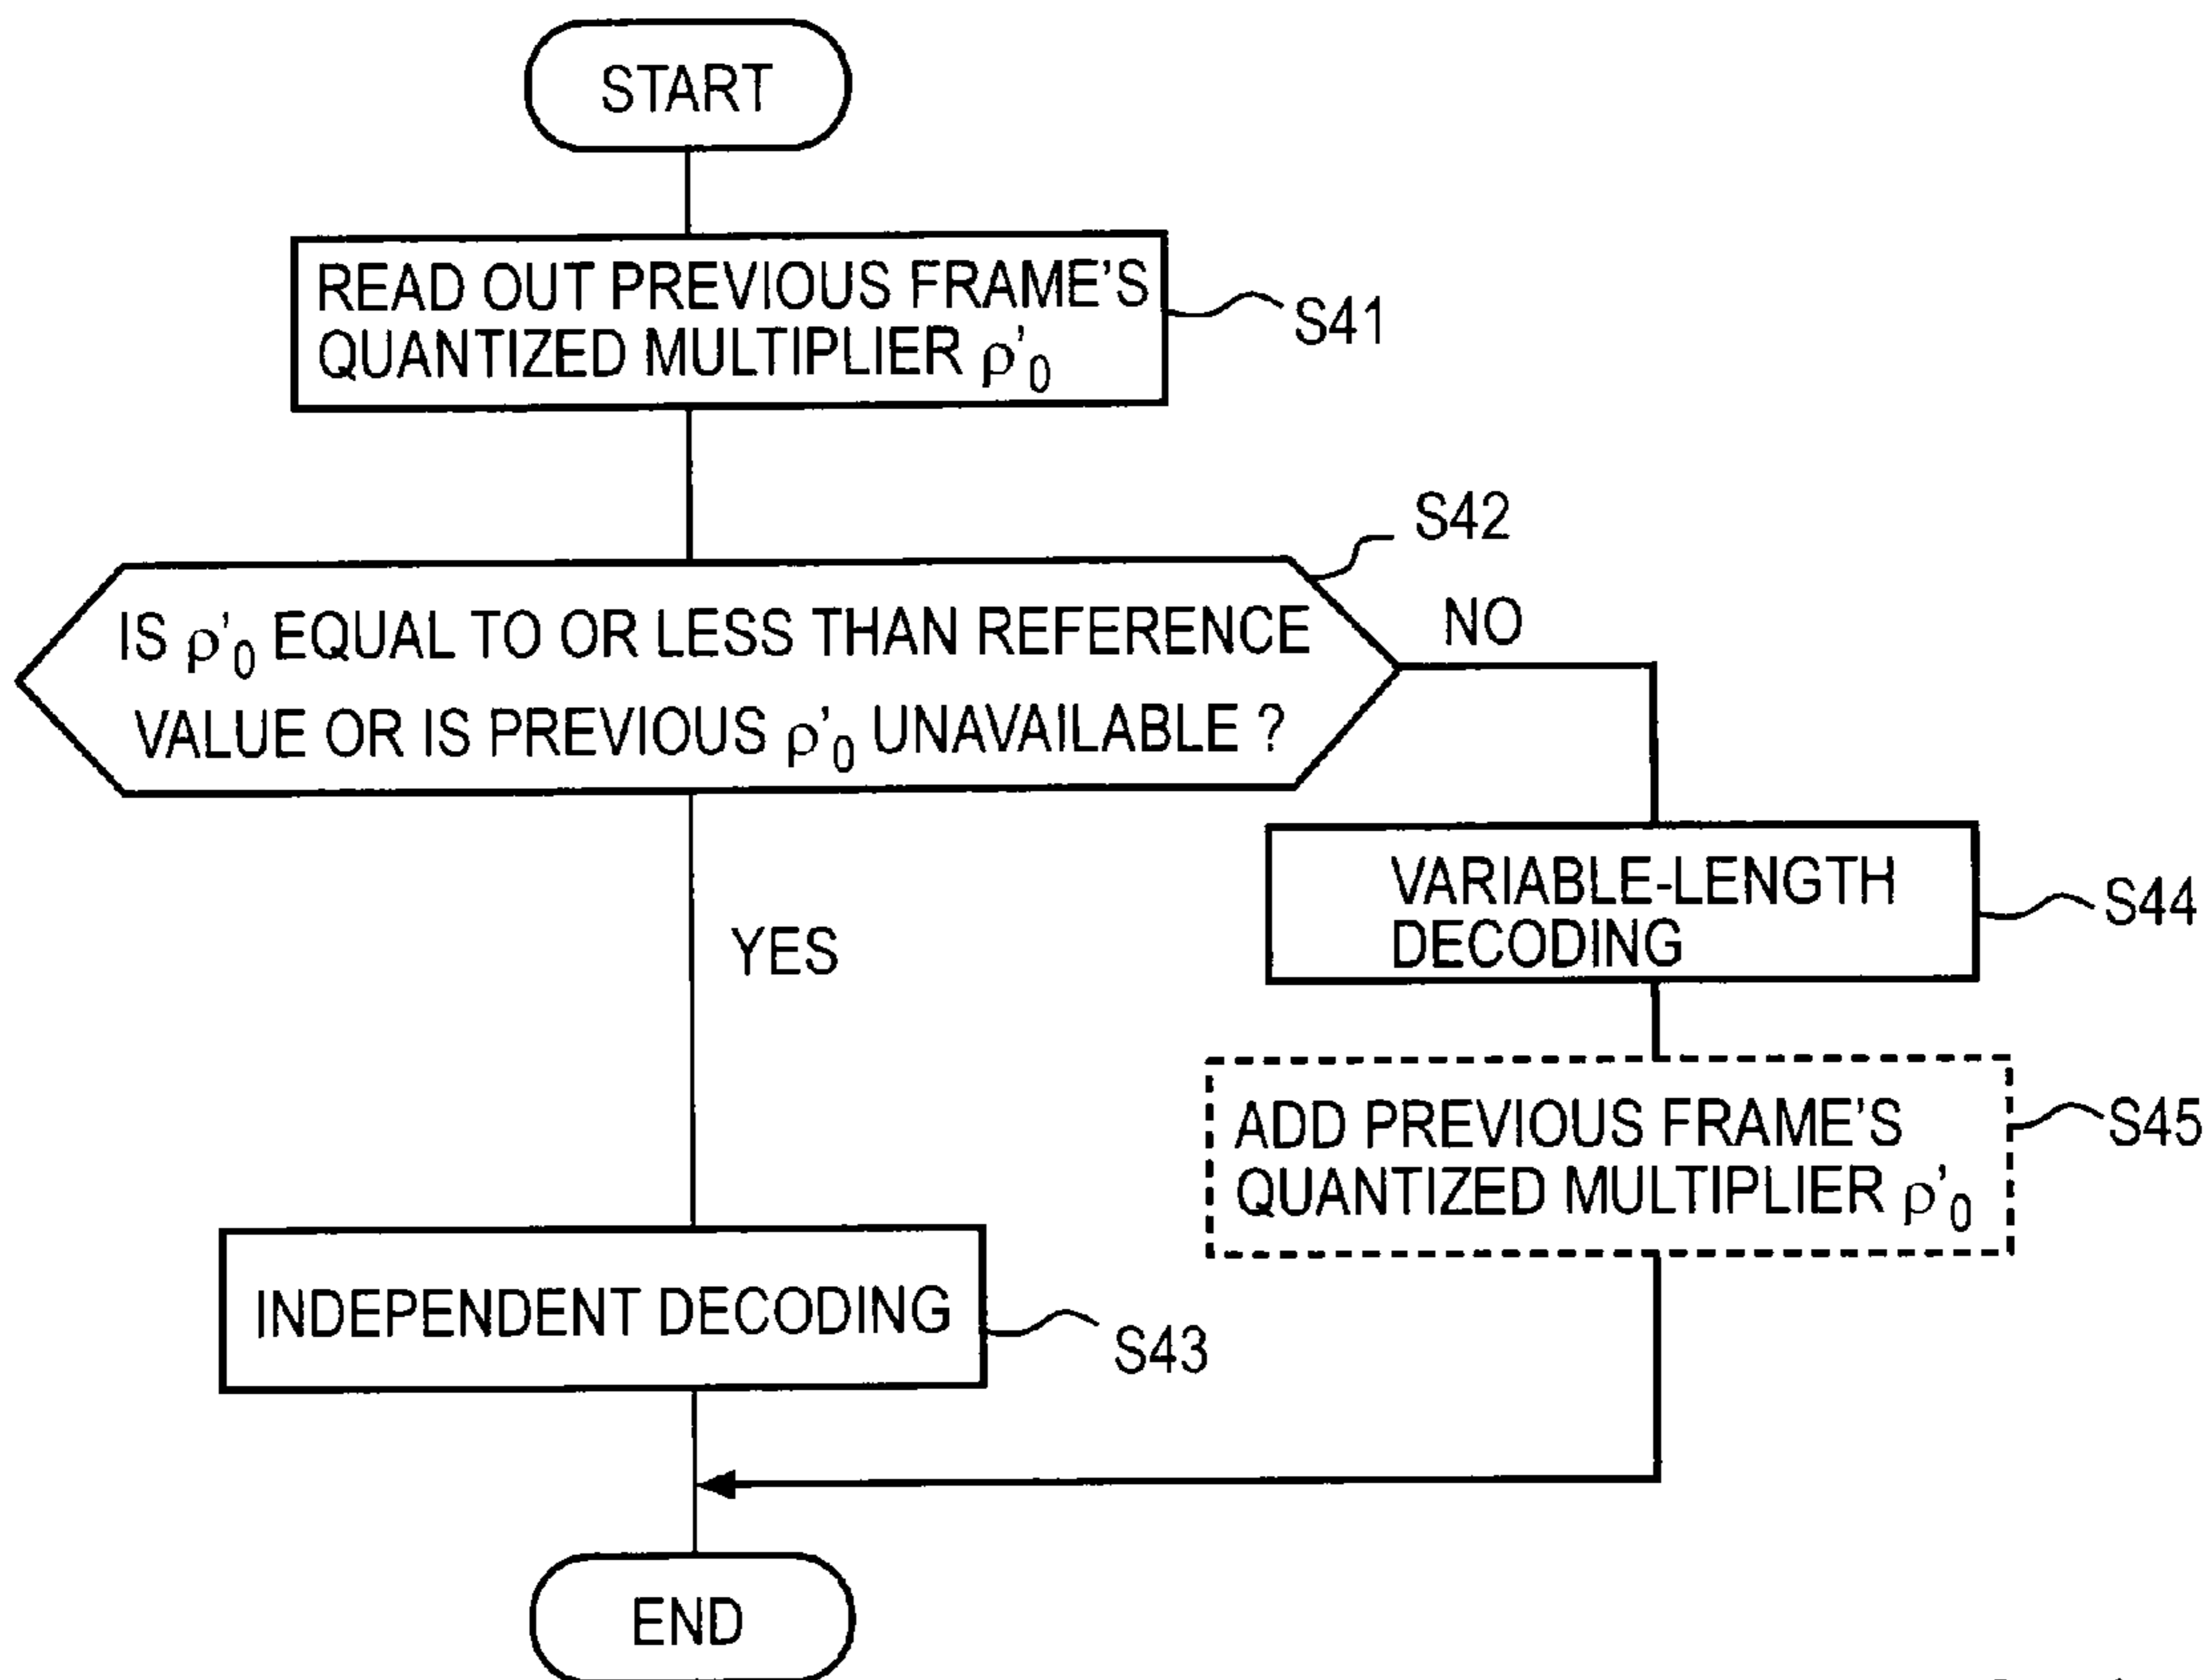 START
READ OUT PREVIOUS FRAME'S
QUANTIZED MULTIPLIER ρ'0
S41
S42
IS ρ'0 EQUAL TO OR LESS THAN REFERENCE
VALUE OR IS PREVIOUS ρ'0 UNAVAILABLE ?
NO
YES
VARIABLE-LENGTH
DECODING
S44
ADD PREVIOUS FRAME'S
QUANTIZED MULTIPLIER ρ'0
S45
INDEPENDENT DECODING
S43
END